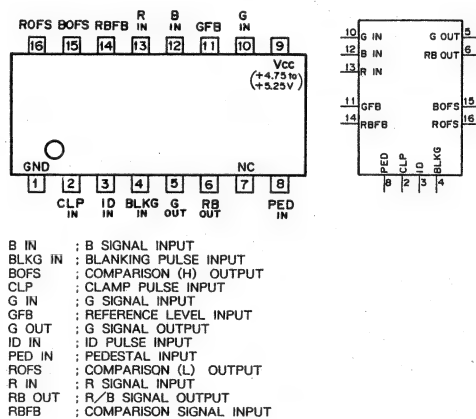 ROFS BOFS RBFB R IN B IN GFB G IN
16 15 14 13 12 11 10 9
Vcc
(+4.75 to
+5.25V)
GND NC
1 2 3 4 5 6 7 8
CLP IN ID IN BLKG IN G OUT RB OUT PED IN
10 G IN G OUT 5
12 B IN RB OUT 6
13 R IN
11 GFB BOFS 15
14 RBFB ROFS 16
PED CLP ID BLKG
8 2 3 4
B IN ; B SIGNAL INPUT
BLKG IN ; BLANKING PULSE INPUT
BOFS ; COMPARISON (H) OUTPUT
CLP ; CLAMP PULSE INPUT
G IN ; G SIGNAL INPUT
GFB ; REFERENCE LEVEL INPUT
G OUT ; G SIGNAL OUTPUT
ID IN ; ID PULSE INPUT
PED IN ; PEDESTAL INPUT
ROFS ; COMPARISON (L) OUTPUT
R IN ; R SIGNAL INPUT
RB OUT ; R/B SIGNAL OUTPUT
RBFB ; COMPARISON SIGNAL INPUT